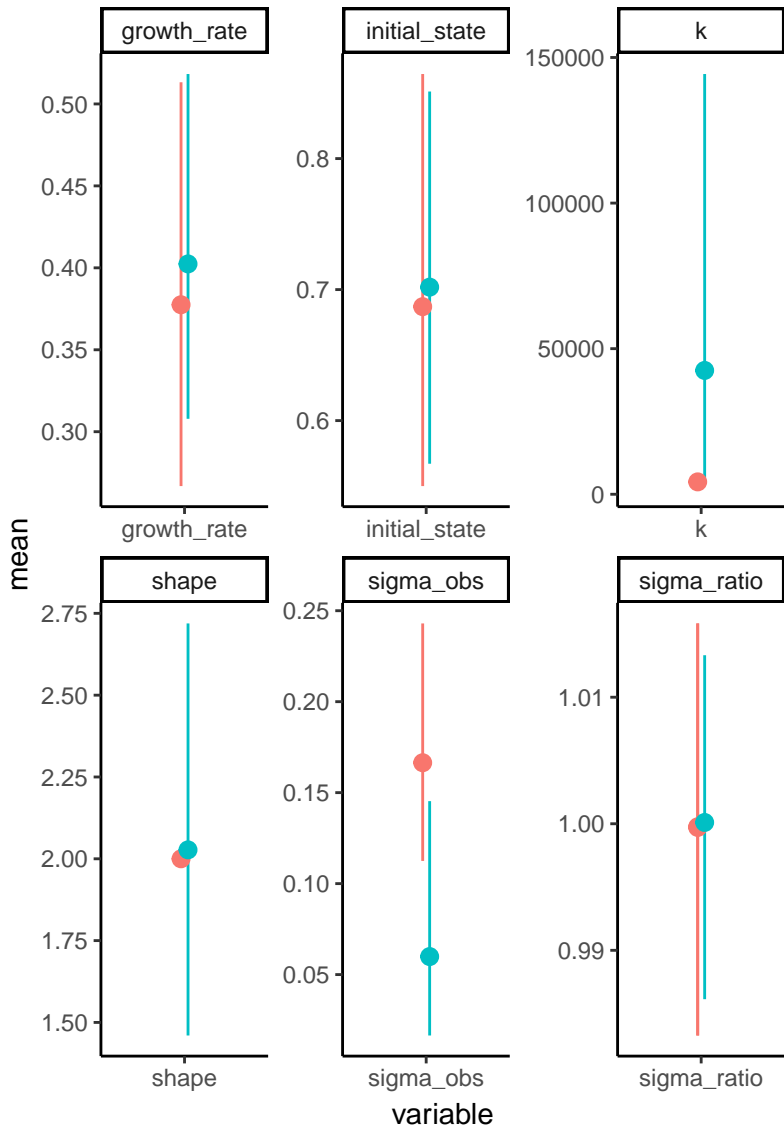 growth_rate
initial_state
k
0.50
0.45
0.40
0.35
0.30
0.8
0.7
0.6
150000
100000
50000
0
growth_rate
initial_state
k
mean
shape
sigma_obs
sigma_ratio
2.75
2.50
2.25
2.00
1.75
1.50
0.25
0.20
0.15
0.10
0.05
1.01
1.00
0.99
shape
sigma_obs
sigma_ratio
variable